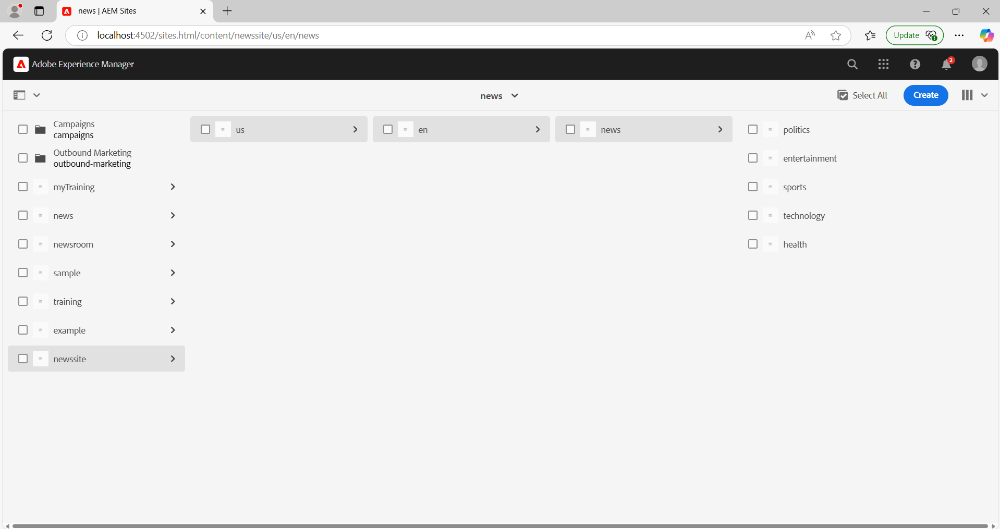 news | AEM Sites
localhost:4502/sites.html/content/newssite/us/en/news
Update
Adobe Experience Manager
2
news
Select All
Create
Campaigns
campaigns
Outbound Marketing
outbound-marketing
myTraining
news
newsroom
sample
training
example
newssite
us
en
news
politics
entertainment
sports
technology
health